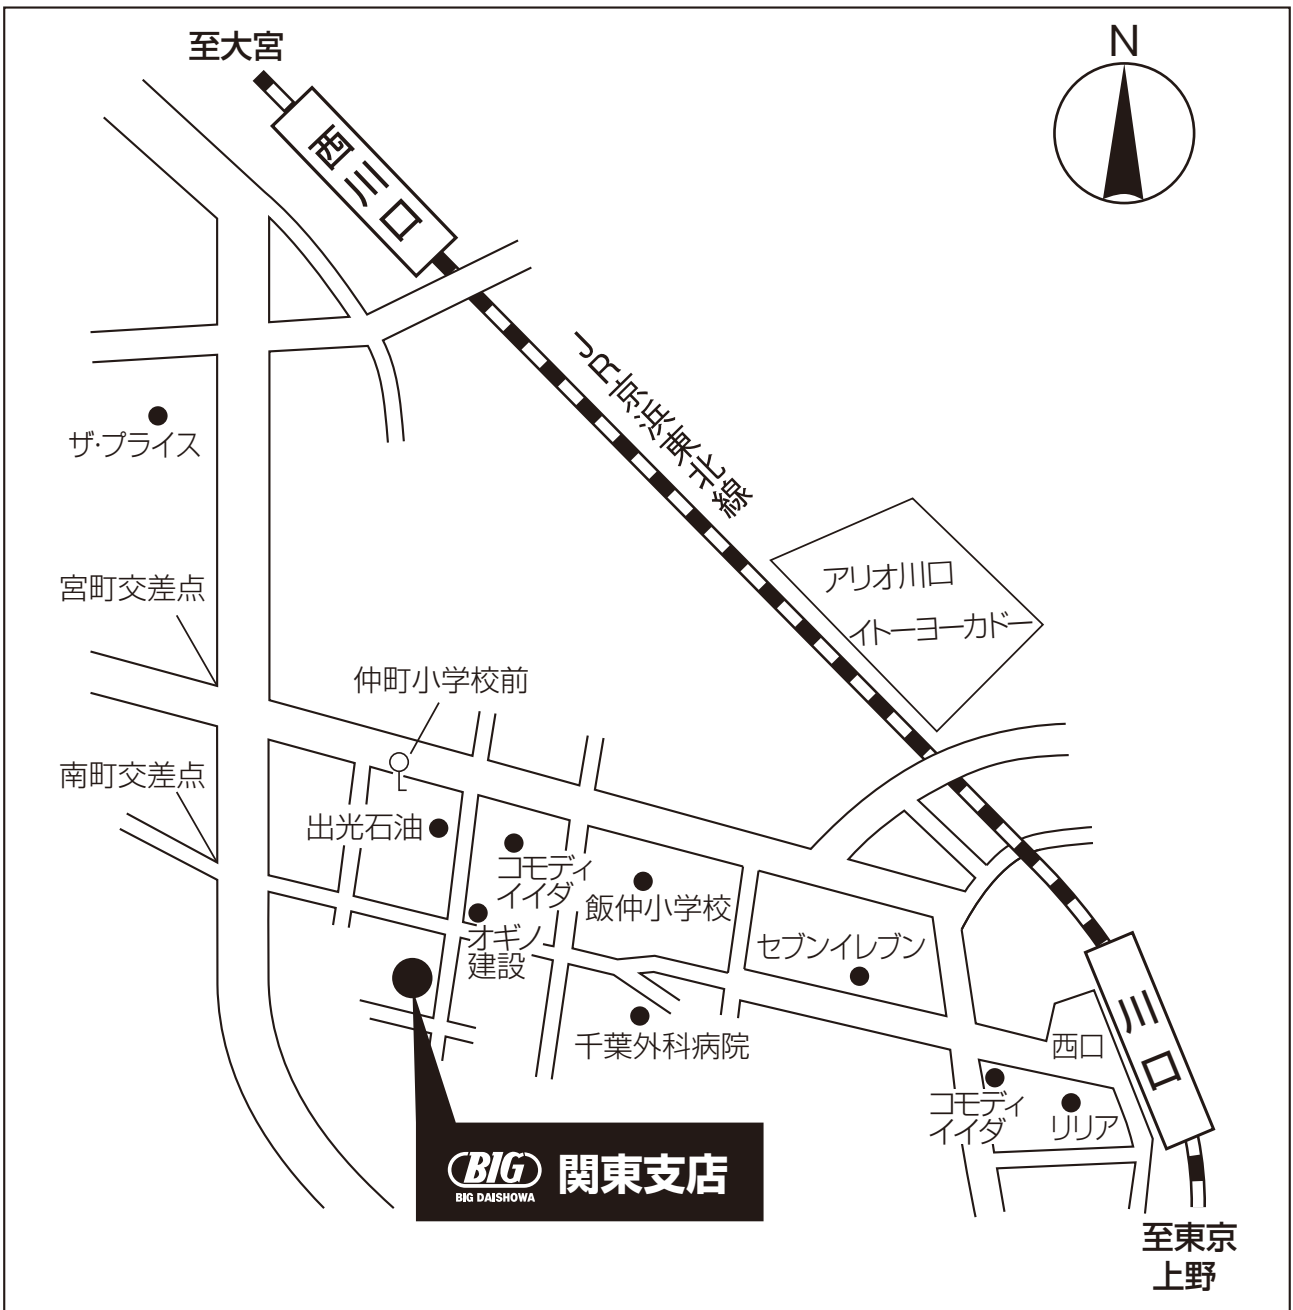 至大宮
N
西川口
JR京浜東北線
ザ・プライス
アリオ川口
イトーヨーカドー
宮町交差点
仲町小学校前
南町交差点
出光石油
コモディ
イイダ
飯仲小学校
オギノ
建設
セブンイレブン
千葉外科病院
西口
川口
コモディ
イイダ
リリア
BIG
BIG DAISHOWA
関東支店
至東京
上野